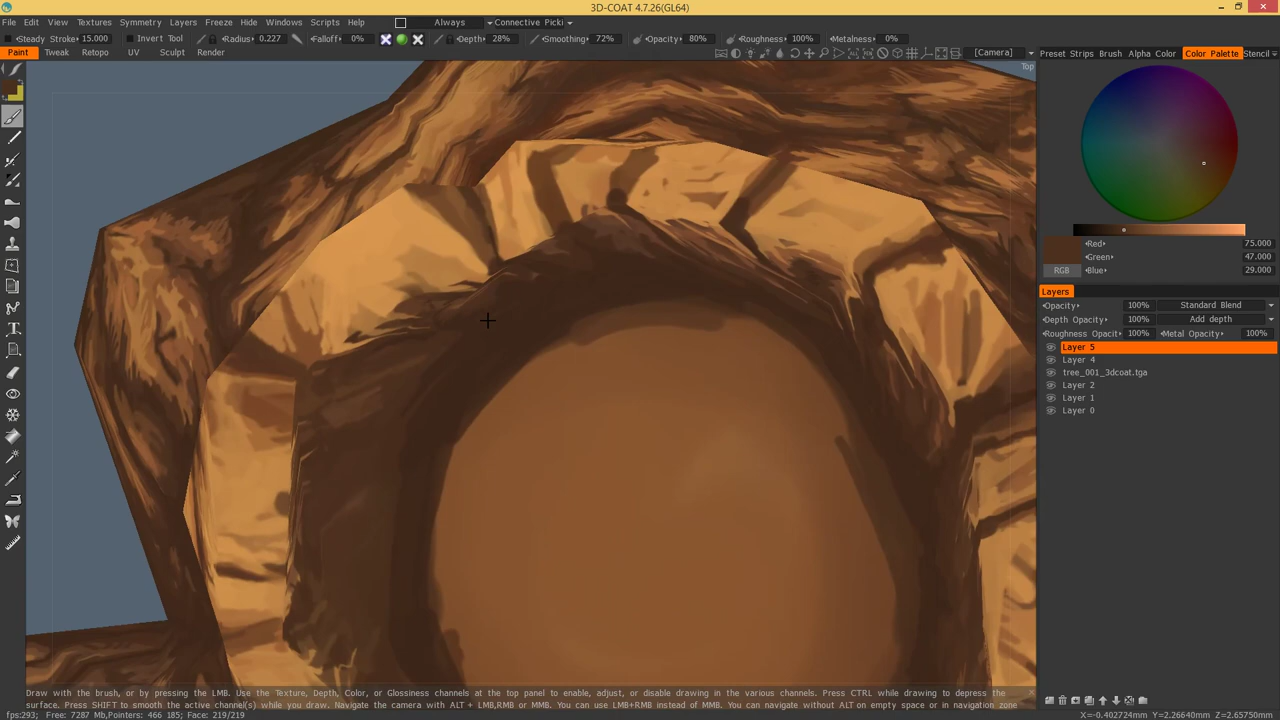 3D-COAT 4.7.26(GL64)
File Edit View Textures Symmetry Layers Freeze Hide Windows Scripts Help Always Connective Picki
Steady Stroke 15.000 Invert Tool Radius 0.227 Falloff 0% Depth 28% Smoothing 72% Opacity 80% Roughness 100% Metalness 0%
Paint Tweak Retopo UV Sculpt Render [Camera]
Top
Preset Strips Brush Alpha Color Color Palette Stencil
Red 75.000
Green 47.000
RGB Blue 29.000
Layers
Opacity 100% Standard Blend
Depth Opacity 100% Add depth
Roughness Opacit 100% Metal Opacity 100%
Layer 5
Layer 4
tree_001_3dcoat.tga
Layer 2
Layer 1
Layer 0
Draw with the brush, or by pressing the LMB. Use the Texture, Depth, Color, or Glossiness channels at the top panel to enable, adjust, or disable drawing in the various channels. Press CTRL while drawing to depress the
surface. Press SHIFT to smooth the active channel(s) while you draw. Navigate the camera with ALT + LMB,RMB or MMB. You can use LMB+RMB instead of MMB. You can navigate without ALT on empty space or in navigation zone
fps:293; Free: 7287 Mb,Pointers: 466 185; Face: 219/219 X=-0.402724mm Y=2.26640mm Z=2.65750mm